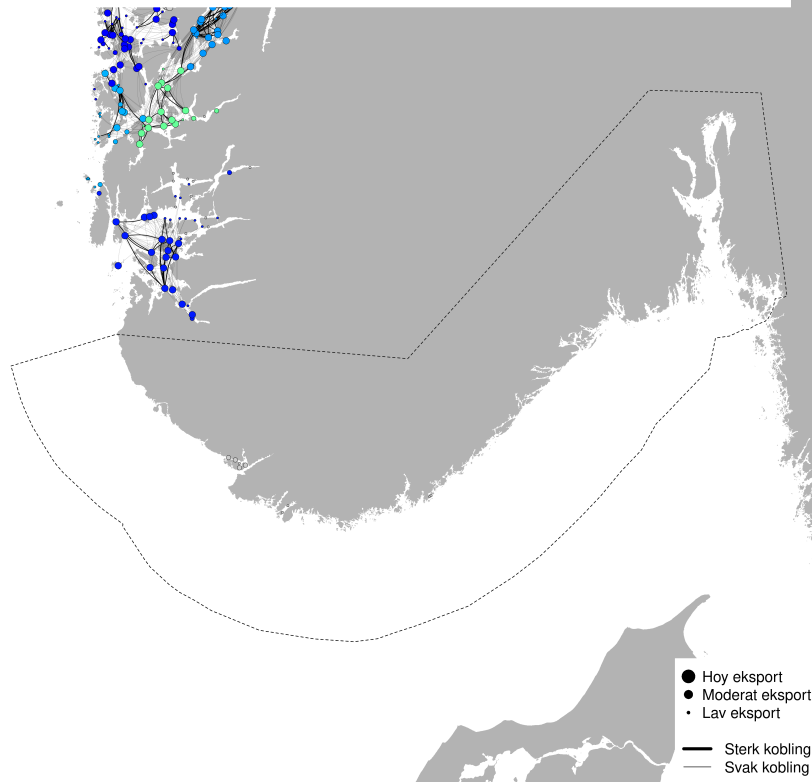 Hoy eksport
Moderat eksport
Lav eksport
Sterk kobling
Svak kobling